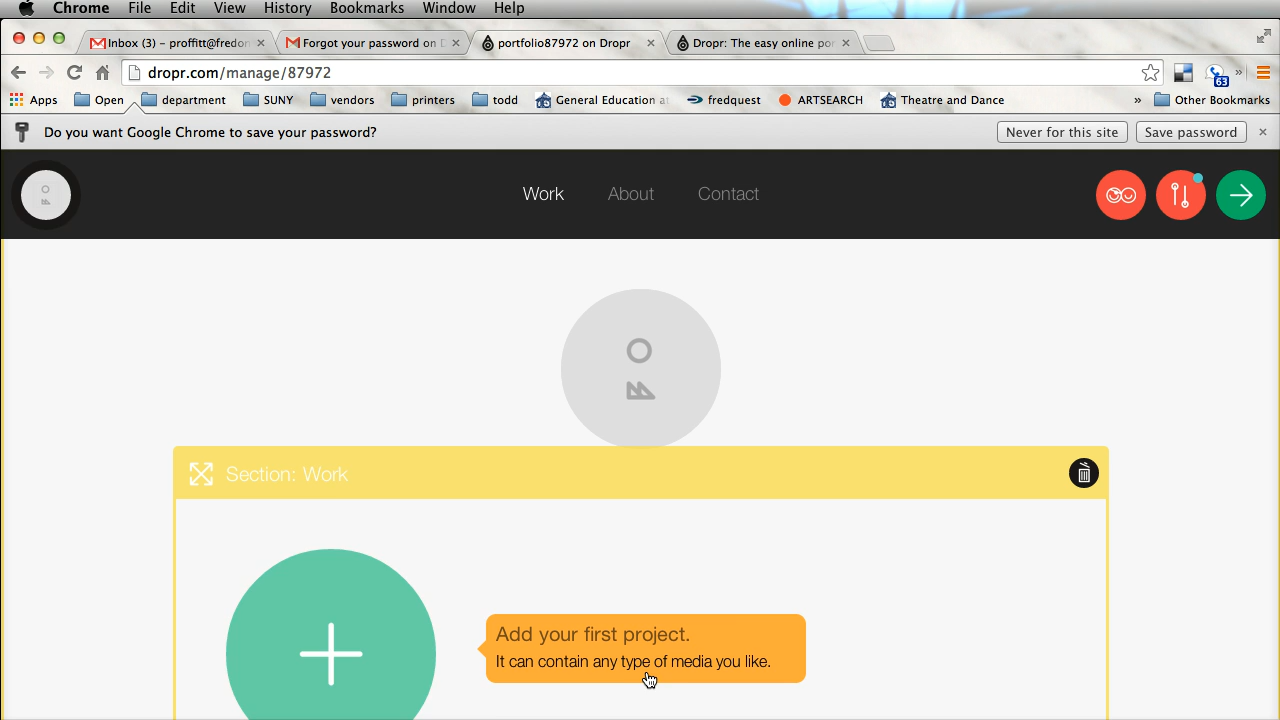 Chrome File Edit View History Bookmarks Window Help
Inbox (3) – proffitt@fredon
Forgot your password on D
portfolio87972 on Dropr
Dropr: The easy online por
dropr.com/manage/87972
63
»
Apps Open department SUNY vendors printers todd General Education at fredquest ARTSEARCH Theatre and Dance » Other Bookmarks
Do you want Google Chrome to save your password? Never for this site Save password
Work About Contact
Section: Work
Add your first project.
It can contain any type of media you like.